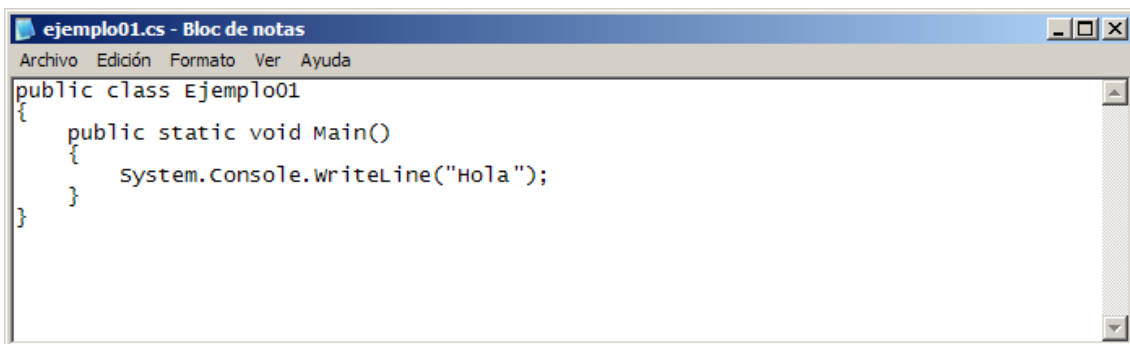 ejemplo01.cs - Bloc de notas
Archivo Edición Formato Ver Ayuda
public class Ejemplo01
{
    public static void Main()
    {
        System.Console.WriteLine("Hola");
    }
}